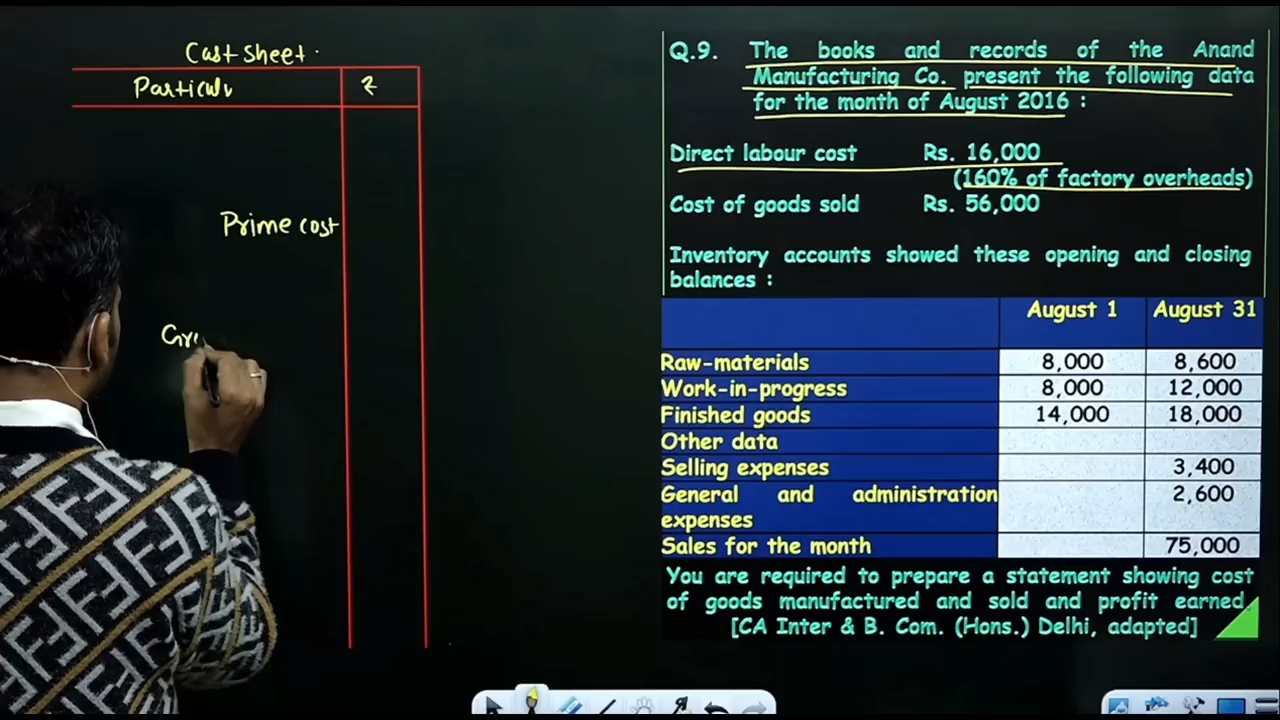 Cost Sheet
Particular ₹
Prime cost
Gr
Q.9. The books and records of the Anand
Manufacturing Co. present the following data
for the month of August 2016 :
Direct labour cost Rs. 16,000
(160% of factory overheads)
Cost of goods sold Rs. 56,000
Inventory accounts showed these opening and closing
balances :
August 1 August 31
Raw-materials 8,000 8,600
Work-in-progress 8,000 12,000
Finished goods 14,000 18,000
Other data
Selling expenses 3,400
General and administration 2,600
expenses
Sales for the month 75,000
You are required to prepare a statement showing cost
of goods manufactured and sold and profit earned.
[CA Inter & B. Com. (Hons.) Delhi, adapted]